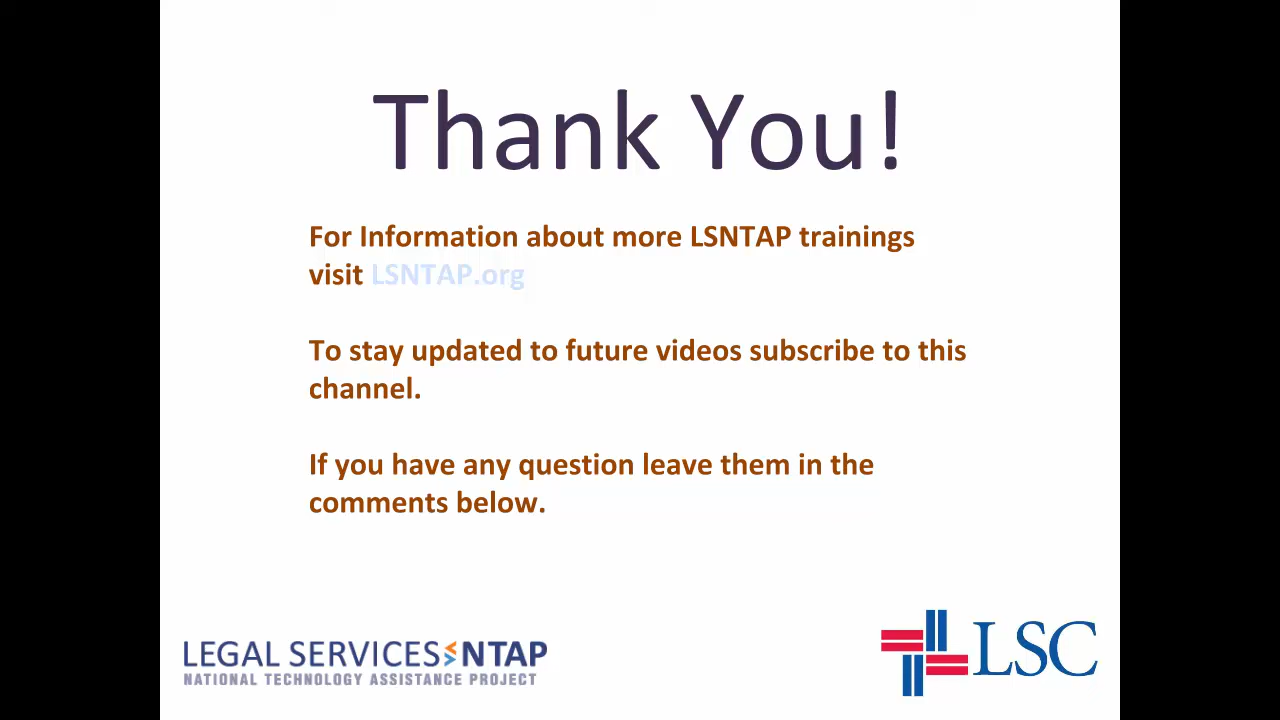 Thank You!
For Information about more LSNTAP trainings
visit LSNTAP.org
To stay updated to future videos subscribe to this
channel.
If you have any question leave them in the
comments below.
LEGAL SERVICES NTAP
NATIONAL TECHNOLOGY ASSISTANCE PROJECT
LSC